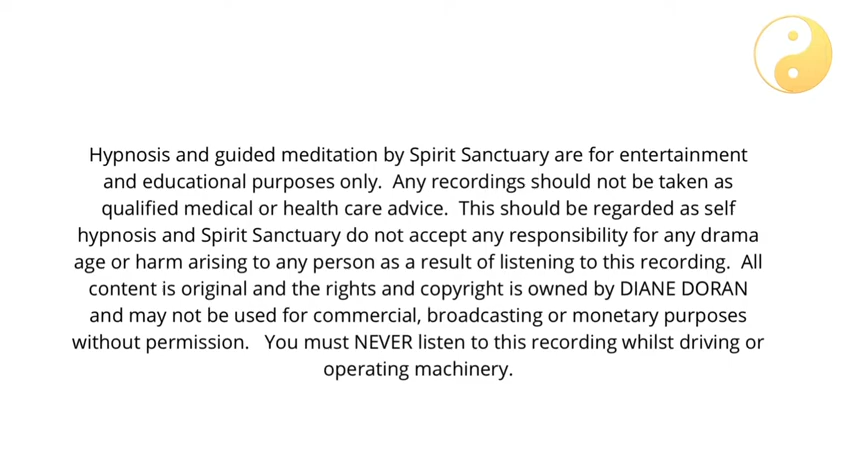 Hypnosis and guided meditation by Spirit Sanctuary are for entertainment
and educational purposes only.  Any recordings should not be taken as
qualified medical or health care advice.  This should be regarded as self
hypnosis and Spirit Sanctuary do not accept any responsibility for any drama
age or harm arising to any person as a result of listening to this recording.  All
content is original and the rights and copyright is owned by DIANE DORAN
and may not be used for commercial, broadcasting or monetary purposes
without permission.   You must NEVER listen to this recording whilst driving or
operating machinery.